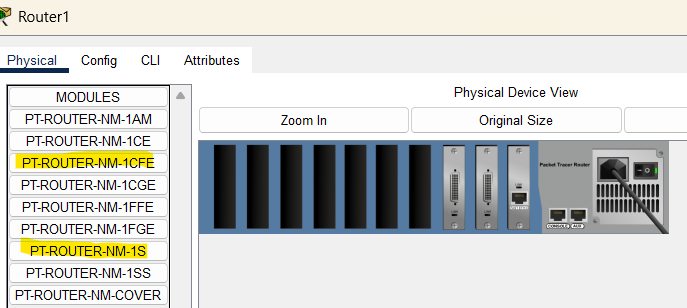 Router1
Physical Config CLI Attributes
MODULES
PT-ROUTER-NM-1AM
PT-ROUTER-NM-1CE
PT-ROUTER-NM-1CFE
PT-ROUTER-NM-1CGE
PT-ROUTER-NM-1FFE
PT-ROUTER-NM-1FGE
PT-ROUTER-NM-1S
PT-ROUTER-NM-1SS
PT-ROUTER-NM-COVER
Physical Device View
Zoom In Original Size
Packet Tracer Router
CONSOLE AUX